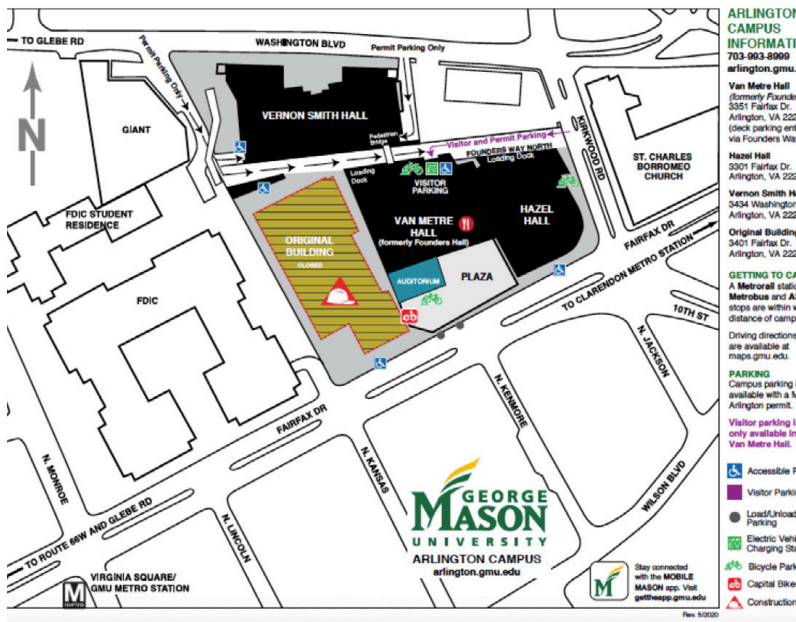 TO GLEBE RD
WASHINGTON BLVD
Permit Parking Only
Permit Parking Only
VERNON SMITH HALL
GIANT
N
Pedestrian
Bridge
Visitor and Permit Parking
FOUNDERS WAY NORTH
Loading Dock
Loading
Dock
KIRKWOOD RD
ST. CHARLES
BORROMEO
CHURCH
VISITOR
PARKING
FDIC STUDENT
RESIDENCE
VAN METRE
HALL
(formerly Founders Hall)
HAZEL
HALL
ORIGINAL
BUILDING
CLOSED
AUDITORIUM
PLAZA
FAIRFAX DR
TO CLARENDON METRO STATION
10TH ST
FDIC
cb
N. JACKSON
N. KENMORE
FAIRFAX DR
N. MONROE
N. KANSAS
N. LINCOLN
WILSON BLVD
TO ROUTE 66W AND GLEBE RD
M
metro
VIRGINIA SQUARE/
GMU METRO STATION
GEORGE
MASON
UNIVERSITY
ARLINGTON CAMPUS
arlington.gmu.edu
M
Stay connected
with the MOBILE
MASON app. Visit
gettheapp.gmu.edu
Rev. 5/2020
ARLINGTON
CAMPUS
INFORMATI
703-993-8999
arlington.gmu.
Van Metre Hall
(formerly Founde
3351 Fairfax Dr.
Arlington, VA 222
(deck parking ent
via Founders Wa
Hazel Hall
3301 Fairfax Dr.
Arlington, VA 222
Vernon Smith Ha
3434 Washington
Arlington, VA 222
Original Building
3401 Fairfax Dr.
Arlington, VA 222
GETTING TO CA
A Metrorail statio
Metrobus and A
stops are within w
distance of camp
Driving directions
are available at
maps.gmu.edu.
PARKING
Campus parking i
available with a M
Arlington permit.
Visitor parking i
only available in
Van Metre Hall.
Accessible P
Visitor Parki
Load/Unload
Parking
Electric Vehi
Charging Sta
Bicycle Park
cb Capital Bikes
Construction